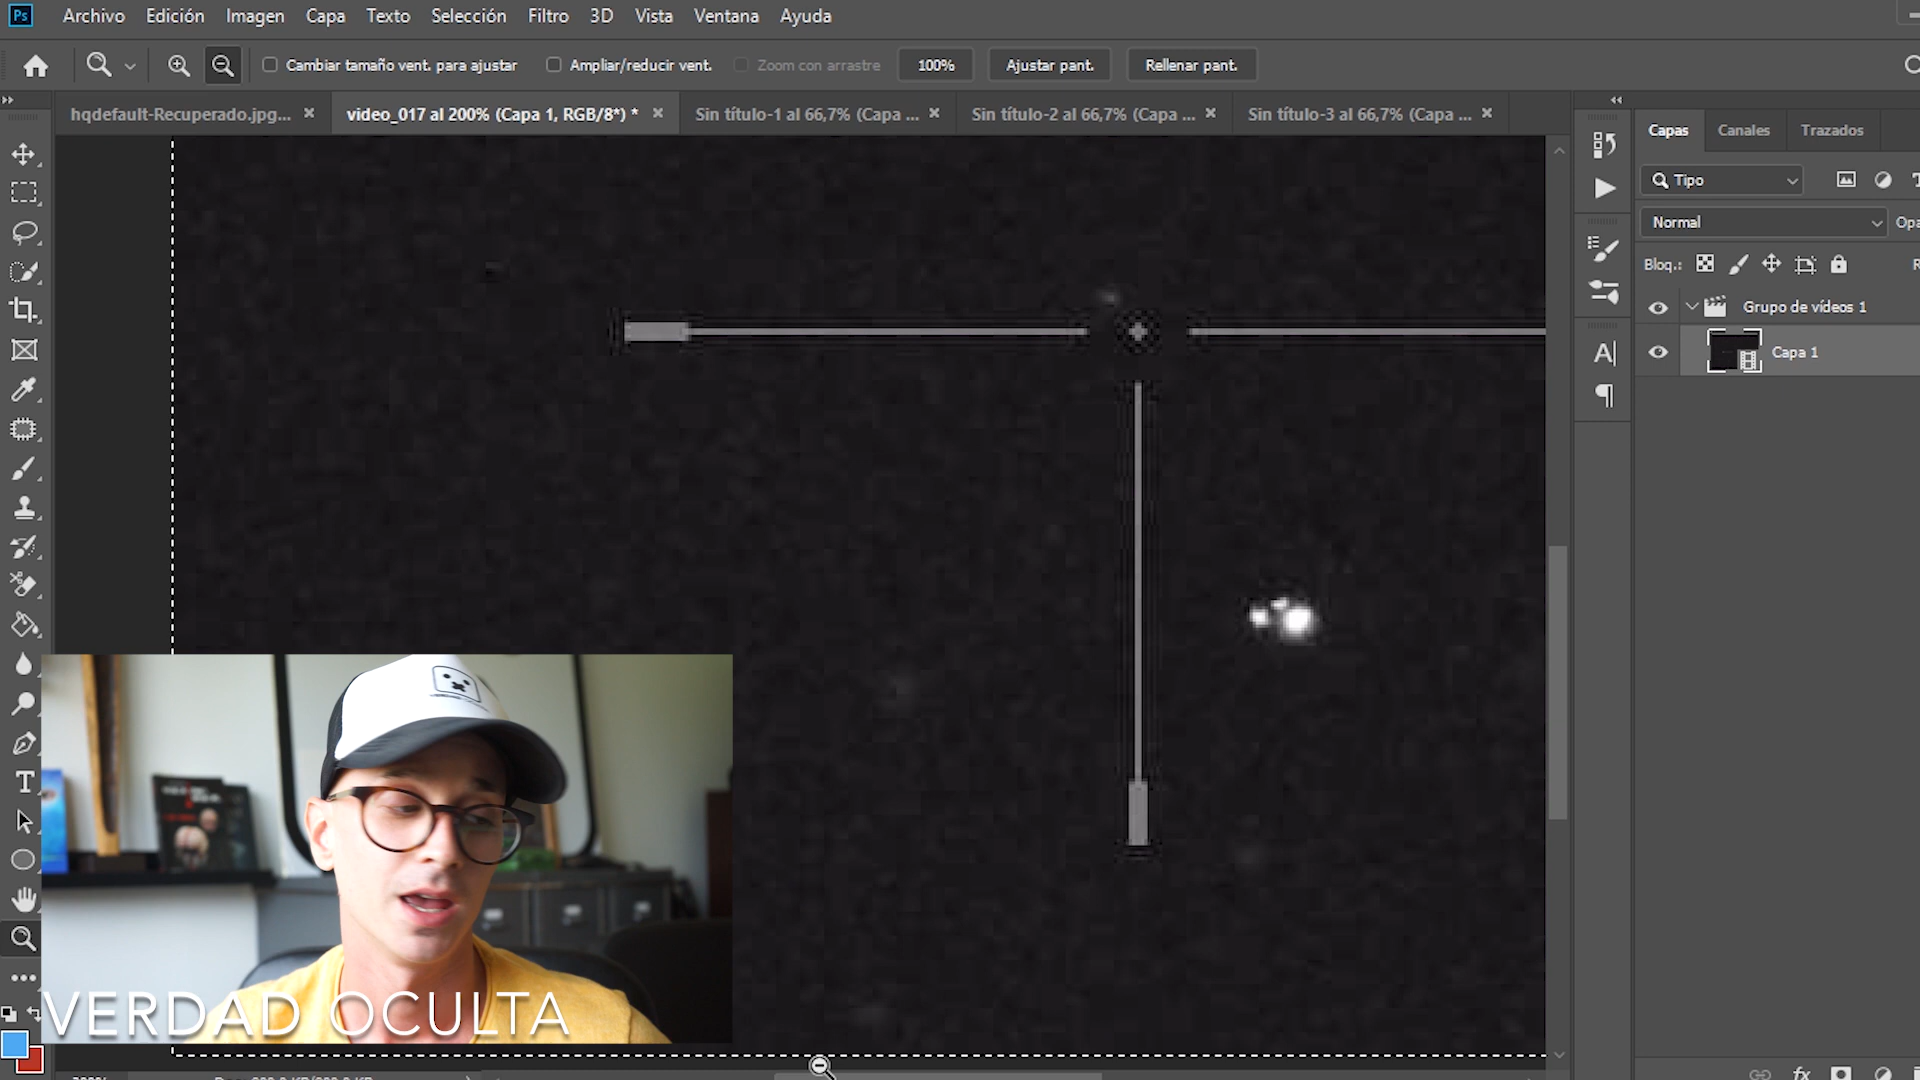 Ps Archivo Edición Imagen Capa Texto Selección Filtro 3D Vista Ventana Ayuda
Cambiar tamaño vent. para ajustar Ampliar/reducir vent. Zoom con arrastre 100% Ajustar pant. Rellenar pant.
hqdefault-Recuperado.jpg... video_017 al 200% (Capa 1, RGB/8*) * Sin título-1 al 66,7% (Capa ... Sin título-2 al 66,7% (Capa ... Sin título-3 al 66,7% (Capa ...
Capas Canales Trazados
Tipo
Normal
Bloq.:
Grupo de vídeos 1
Capa 1
VERDAD OCULTA
fx